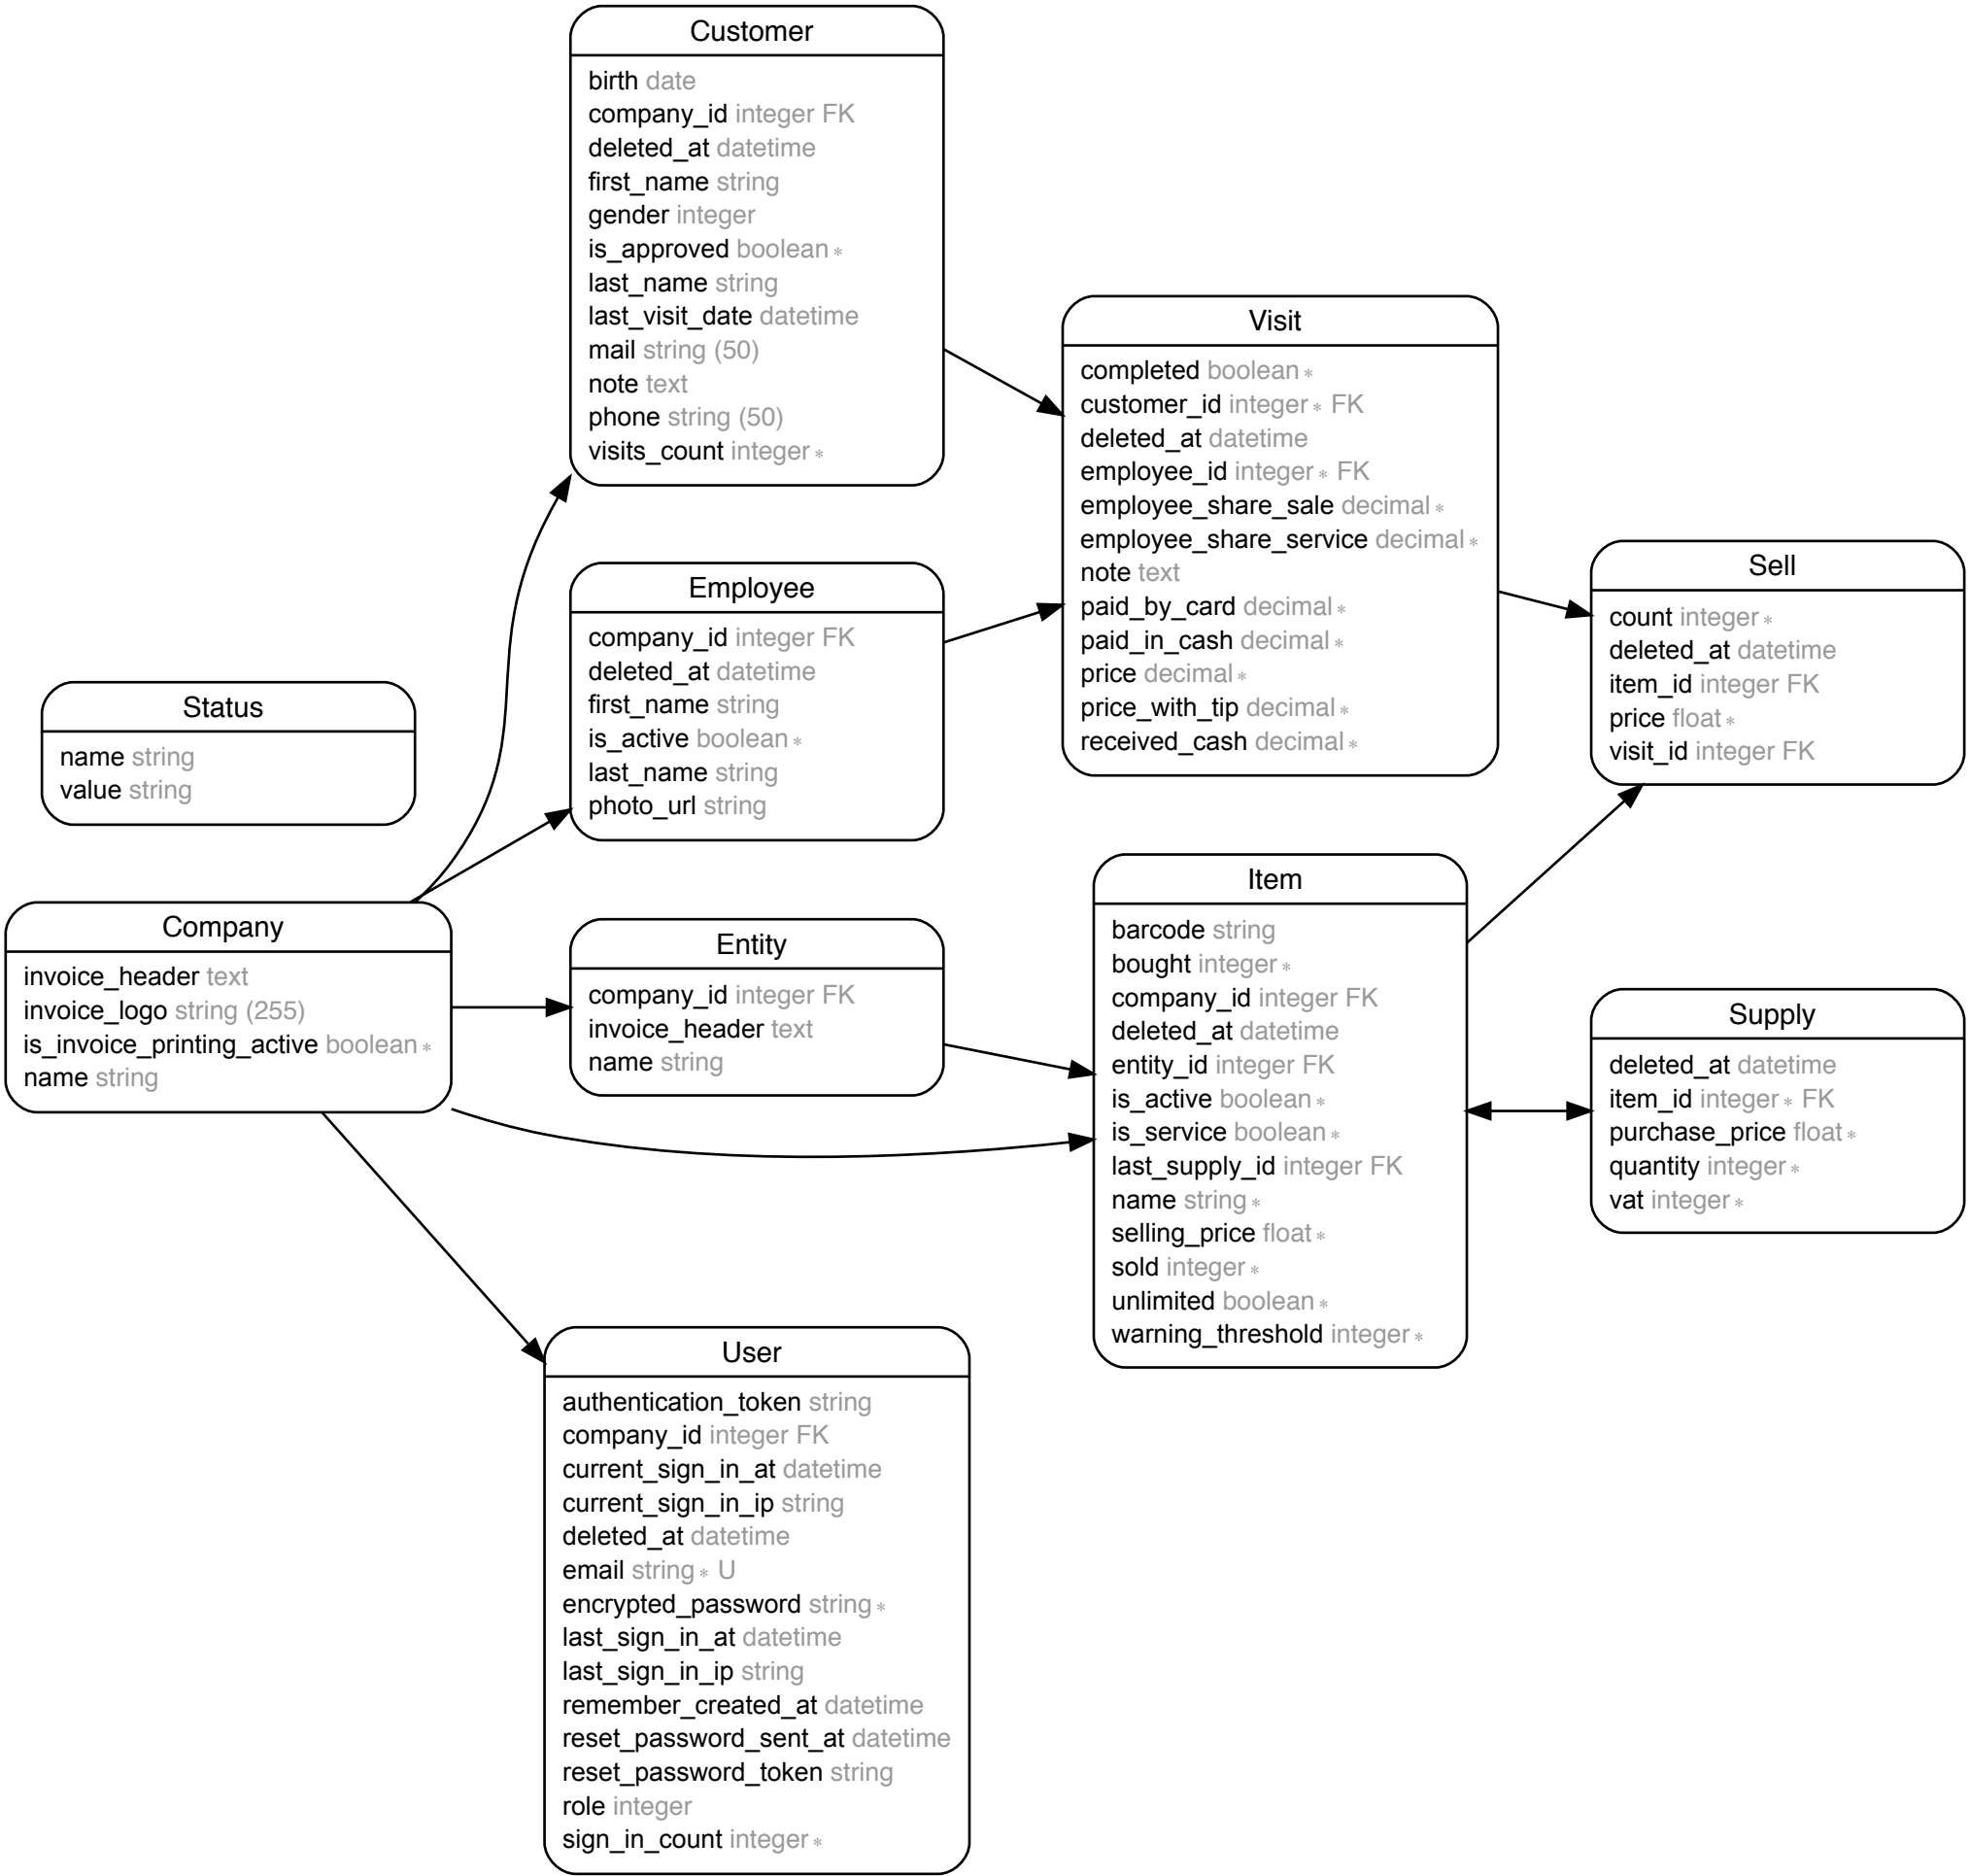 Customer
birth date
company_id integer FK
deleted_at datetime
first_name string
gender integer
is_approved boolean *
last_name string
last_visit_date datetime
mail string (50)
note text
phone string (50)
visits_count integer *
Visit
completed boolean *
customer_id integer * FK
deleted_at datetime
employee_id integer * FK
employee_share_sale decimal *
employee_share_service decimal *
note text
paid_by_card decimal *
paid_in_cash decimal *
price decimal *
price_with_tip decimal *
received_cash decimal *
Employee
company_id integer FK
deleted_at datetime
first_name string
is_active boolean *
last_name string
photo_url string
Sell
count integer *
deleted_at datetime
item_id integer FK
price float *
visit_id integer FK
Status
name string
value string
Company
invoice_header text
invoice_logo string (255)
is_invoice_printing_active boolean *
name string
Entity
company_id integer FK
invoice_header text
name string
Item
barcode string
bought integer *
company_id integer FK
deleted_at datetime
entity_id integer FK
is_active boolean *
is_service boolean *
last_supply_id integer FK
name string *
selling_price float *
sold integer *
unlimited boolean *
warning_threshold integer *
Supply
deleted_at datetime
item_id integer * FK
purchase_price float *
quantity integer *
vat integer *
User
authentication_token string
company_id integer FK
current_sign_in_at datetime
current_sign_in_ip string
deleted_at datetime
email string * U
encrypted_password string *
last_sign_in_at datetime
last_sign_in_ip string
remember_created_at datetime
reset_password_sent_at datetime
reset_password_token string
role integer
sign_in_count integer *